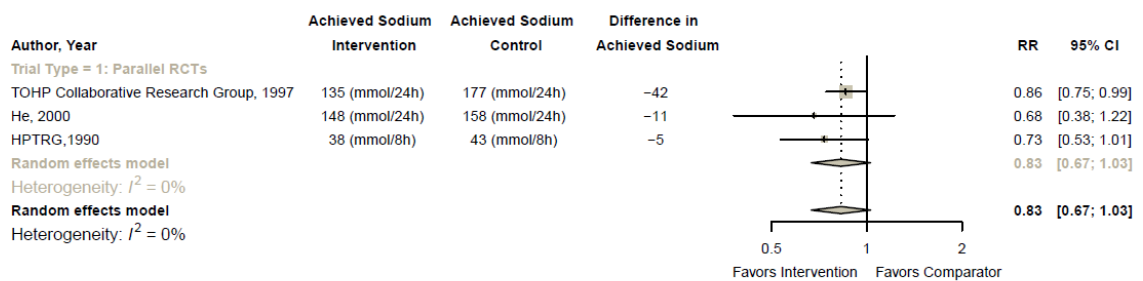 Achieved Sodium Achieved Sodium Difference in
Author, Year Intervention Control Achieved Sodium RR 95% CI
Trial Type = 1: Parallel RCTs
TOHP Collaborative Research Group, 1997 135 (mmol/24h) 177 (mmol/24h) −42 0.86 [0.75; 0.99]
He, 2000 148 (mmol/24h) 158 (mmol/24h) −11 0.68 [0.38; 1.22]
HPTRG,1990 38 (mmol/8h) 43 (mmol/8h) −5 0.73 [0.53; 1.01]
Random effects model 0.83 [0.67; 1.03]
Heterogeneity: I² = 0%
Random effects model 0.83 [0.67; 1.03]
Heterogeneity: I² = 0%
0.5 1 2
Favors Intervention Favors Comparator